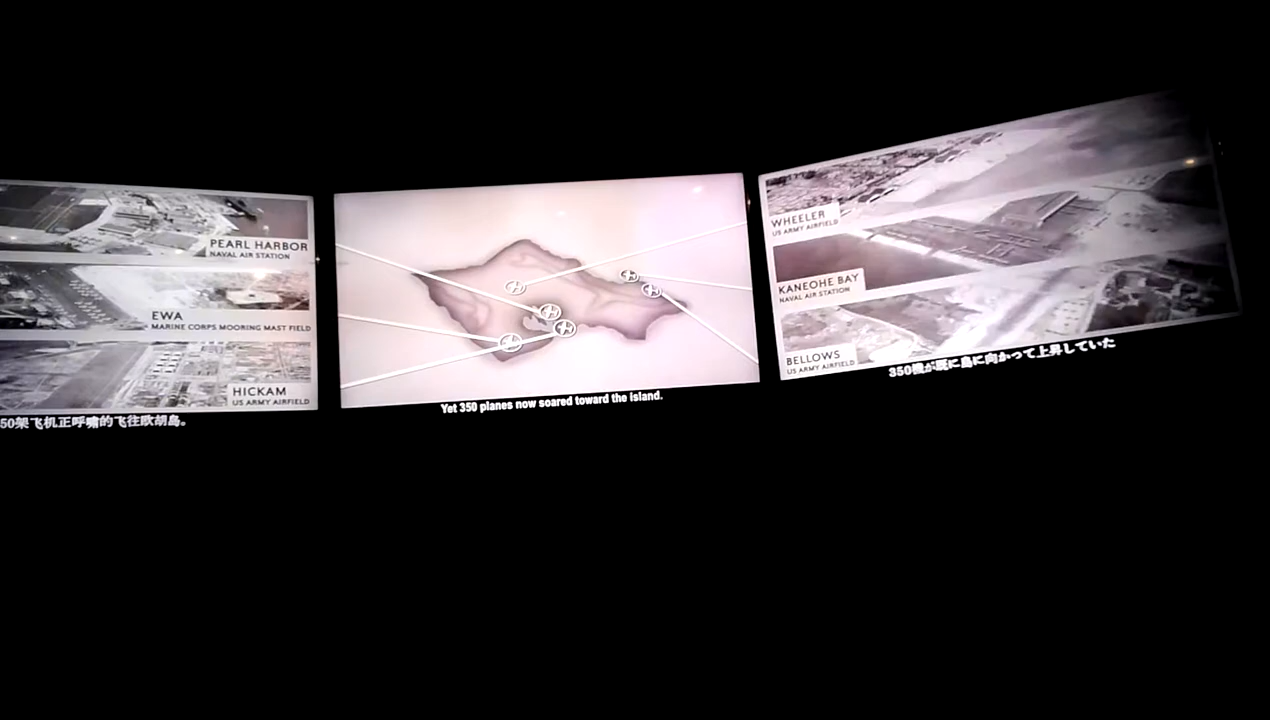 PEARL HARBOR
NAVAL AIR STATION
EWA
MARINE CORPS MOORING MAST FIELD
HICKAM
US ARMY AIRFIELD
50架飞机正呼啸的飞往欧胡岛。
Yet 350 planes now soared toward the island.
WHEELER
US ARMY AIRFIELD
KANEOHE BAY
NAVAL AIR STATION
BELLOWS
US ARMY AIRFIELD
350機が既に島に向かって上昇していた